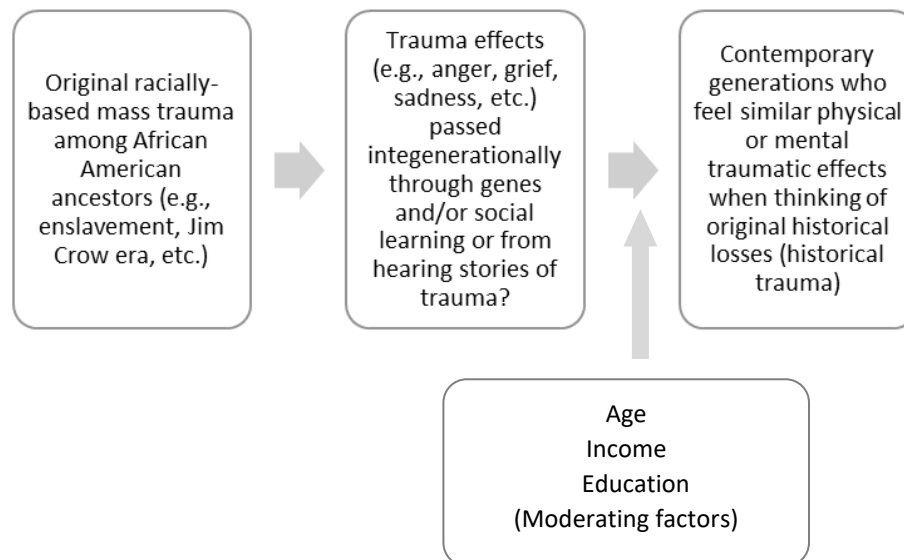 Original racially-
based mass trauma
among African
American
ancestors (e.g.,
enslavement, Jim
Crow era, etc.)
Trauma effects
(e.g., anger, grief,
sadness, etc.)
passed
integenerationally
through genes
and/or social
learning or from
hearing stories of
trauma?
Contemporary
generations who
feel similar physical
or mental
traumatic effects
when thinking of
original historical
losses (historical
trauma)
Age
Income
Education
(Moderating factors)